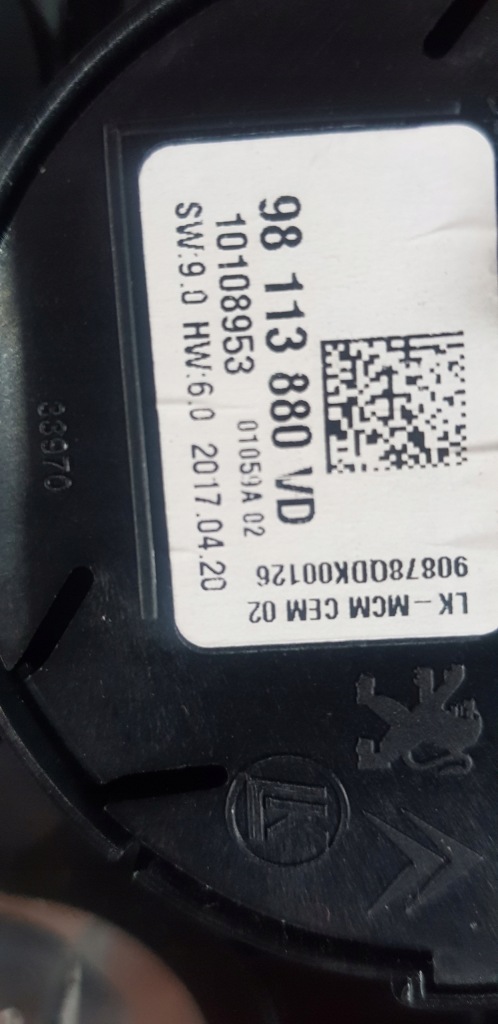 98 113 880 VD
10108953 01059A 02
SW:9.0 HW:6.0 2017.04.20
LK-MCM CEM 02
90878QDK00126
LK